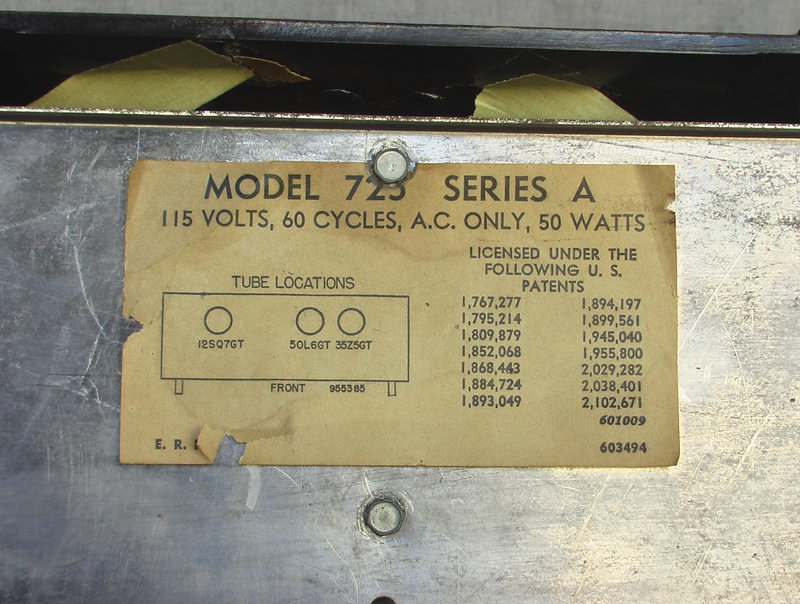 MODEL 725 SERIES A
115 VOLTS, 60 CYCLES, A.C. ONLY, 50 WATTS
TUBE LOCATIONS
12SQ7GT 50L6GT 35Z5GT
FRONT 955385
E. R.
LICENSED UNDER THE
FOLLOWING U. S.
PATENTS
1,767,277 1,894,197
1,795,214 1,899,561
1,809,879 1,945,040
1,852,068 1,955,800
1,868,443 2,029,282
1,884,724 2,038,401
1,893,049 2,102,671
601009
603494